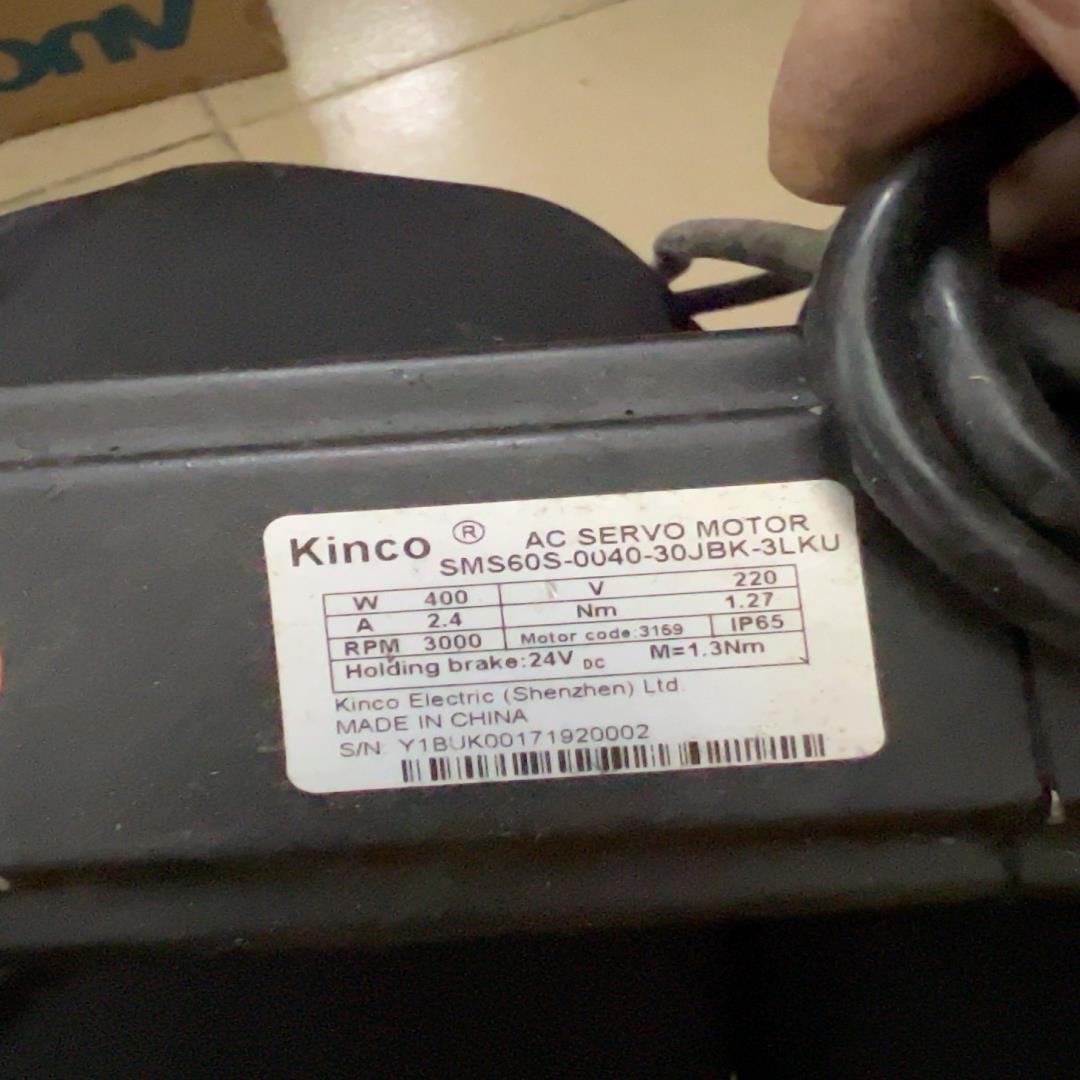 Kinco ® AC SERVO MOTOR
SMS60S-0040-30JBK-3LKU
W 400 V 220
A 2.4 Nm 1.27
RPM 3000 Motor code:3169 IP65
Holding brake:24V DC M=1.3Nm
Kinco Electric (Shenzhen) Ltd.
MADE IN CHINA
S/N: Y1BUK00171920002